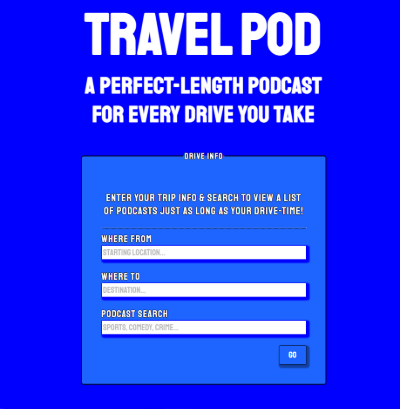 TRAVEL POD
A PERFECT-LENGTH PODCAST
FOR EVERY DRIVE YOU TAKE
DRIVE INFO
ENTER YOUR TRIP INFO & SEARCH TO VIEW A LIST
OF PODCASTS JUST AS LONG AS YOUR DRIVE-TIME!
WHERE FROM
STARTING LOCATION...
WHERE TO
DESTINATION...
PODCAST SEARCH
SPORTS, COMEDY, CRIME...
GO